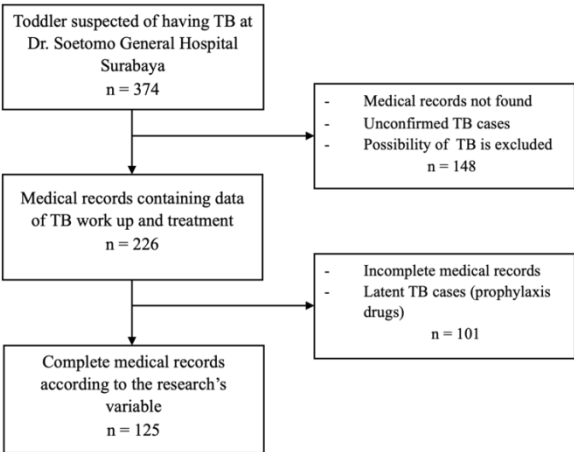 Toddler suspected of having TB at
Dr. Soetomo General Hospital
Surabaya
n = 374
- Medical records not found
- Unconfirmed TB cases
- Possibility of TB is excluded
n = 148
Medical records containing data
of TB work up and treatment
n = 226
- Incomplete medical records
- Latent TB cases (prophylaxis
drugs)
n = 101
Complete medical records
according to the research's
variable
n = 125